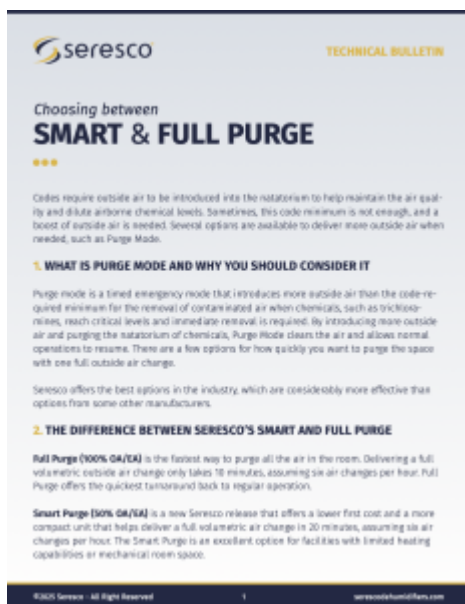 seresco
TECHNICAL BULLETIN
Choosing between
SMART & FULL PURGE
Codes require outside air to be introduced into the natatorium to help maintain the air qual-
ity and dilute airborne chemical levels. Sometimes, this code minimum is not enough, and a
boost of outside air is needed. Several options are available to deliver more outside air when
needed, such as Purge Mode.
1. WHAT IS PURGE MODE AND WHY YOU SHOULD CONSIDER IT
Purge mode is a timed emergency mode that introduces more outside air than the code-re-
quired minimum for the removal of contaminated air when chemicals, such as trichlora-
mines, reach critical levels and immediate removal is required. By introducing more outside
air and purging the natatorium of chemicals, Purge Mode clears the air and allows normal
operations to resume. There are a few options for how quickly you want to purge the space
with one full outside air change.
Seresco offers the best options in the industry, which are considerably more effective than
options from some other manufacturers.
2. THE DIFFERENCE BETWEEN SERESCO'S SMART AND FULL PURGE
Full Purge (100% OA/EA) is the fastest way to purge all the air in the room. Delivering a full
volumetric outside air change only takes 10 minutes, assuming six air changes per hour. Full
Purge offers the quickest turnaround back to regular operation.
Smart Purge (50% OA/EA) is a new Seresco release that offers a lower first cost and a more
compact unit that helps deliver a full volumetric air change in 20 minutes, assuming six air
changes per hour. The Smart Purge is an excellent option for facilities with limited heating
capabilities or mechanical room space.
©2025 Seresco - All Right Reserved
1
serescodehumidifiers.com